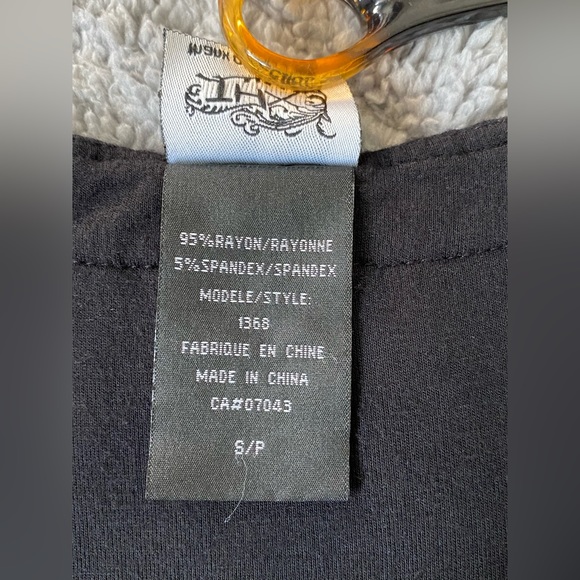 95%RAYON/RAYONNE
5%SPANDEX/SPANDEX
MODELE/STYLE:
1368
FABRIQUE EN CHINE
MADE IN CHINA
CA#07043
S/P